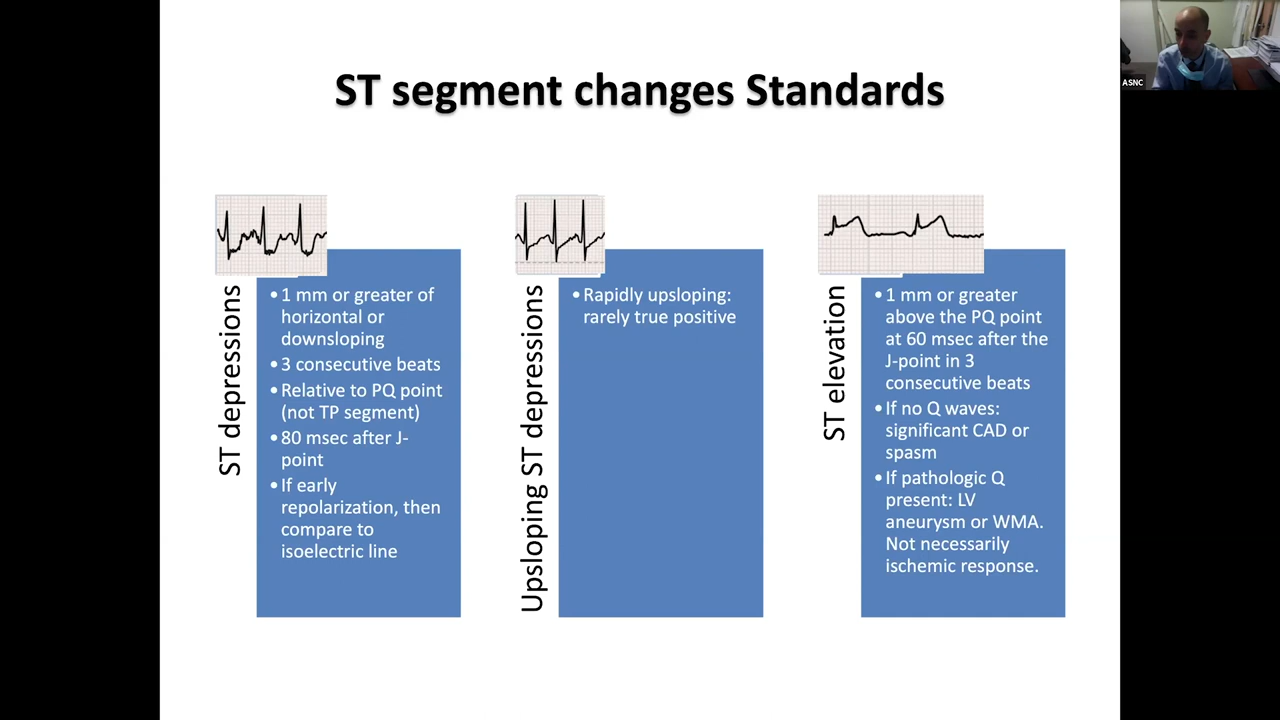 ST segment changes Standards
ASNC
ST depressions
• 1 mm or greater of
horizontal or
downsloping
• 3 consecutive beats
• Relative to PQ point
(not TP segment)
• 80 msec after J-
point
• If early
repolarization, then
compare to
isoelectric line
Upsloping ST depressions
• Rapidly upsloping:
rarely true positive
ST elevation
• 1 mm or greater
above the PQ point
at 60 msec after the
J-point in 3
consecutive beats
• If no Q waves:
significant CAD or
spasm
• If pathologic Q
present: LV
aneurysm or WMA.
Not necessarily
ischemic response.